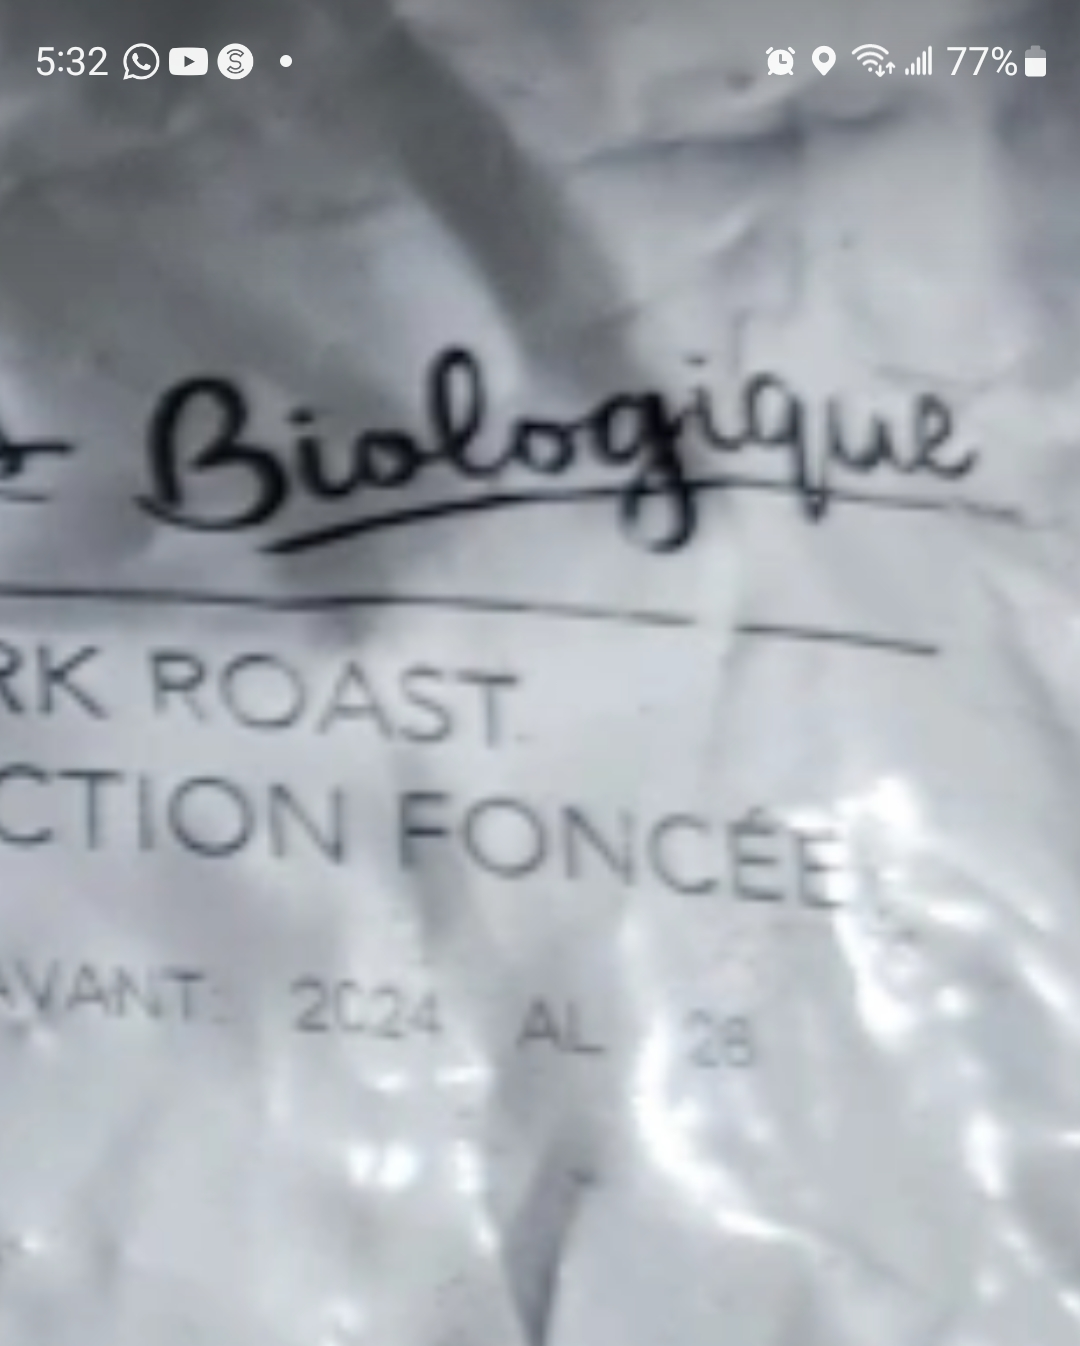 5:32 77%
Biologique
RK ROAST
CTION FONCÉE
AVANT: 2024 AL 28